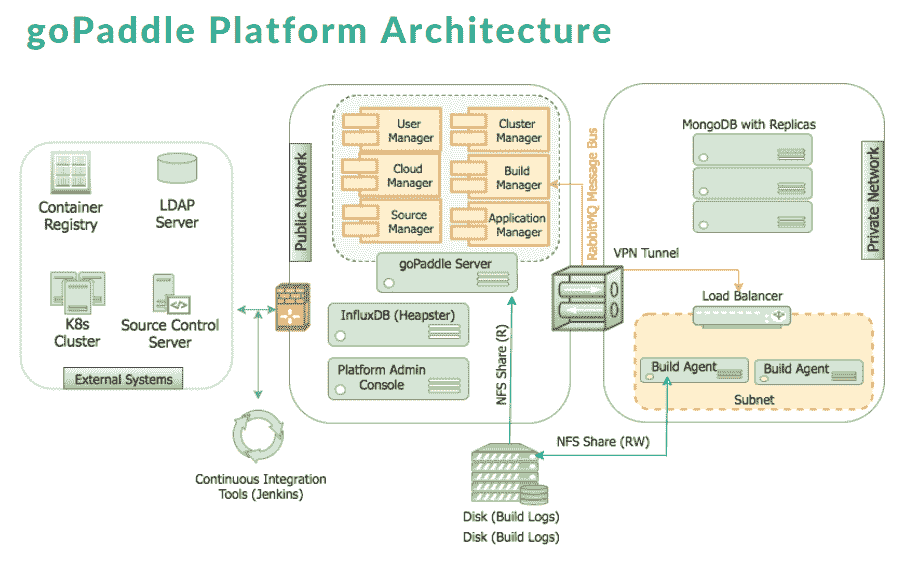 goPaddle Platform Architecture
Container
Registry
LDAP
Server
K8s
Cluster
Source Control
Server
External Systems
Continuous Integration
Tools (Jenkins)
Public Network
User
Manager
Cluster
Manager
Cloud
Manager
Build
Manager
Source
Manager
Application
Manager
goPaddle Server
InfluxDB (Heapster)
Platform Admin
Console
NFS Share (R)
RabbitMQ Message Bus
VPN Tunnel
MongoDB with Replicas
Private Network
Load Balancer
Build Agent
Build Agent
Subnet
NFS Share (RW)
Disk (Build Logs)
Disk (Build Logs)